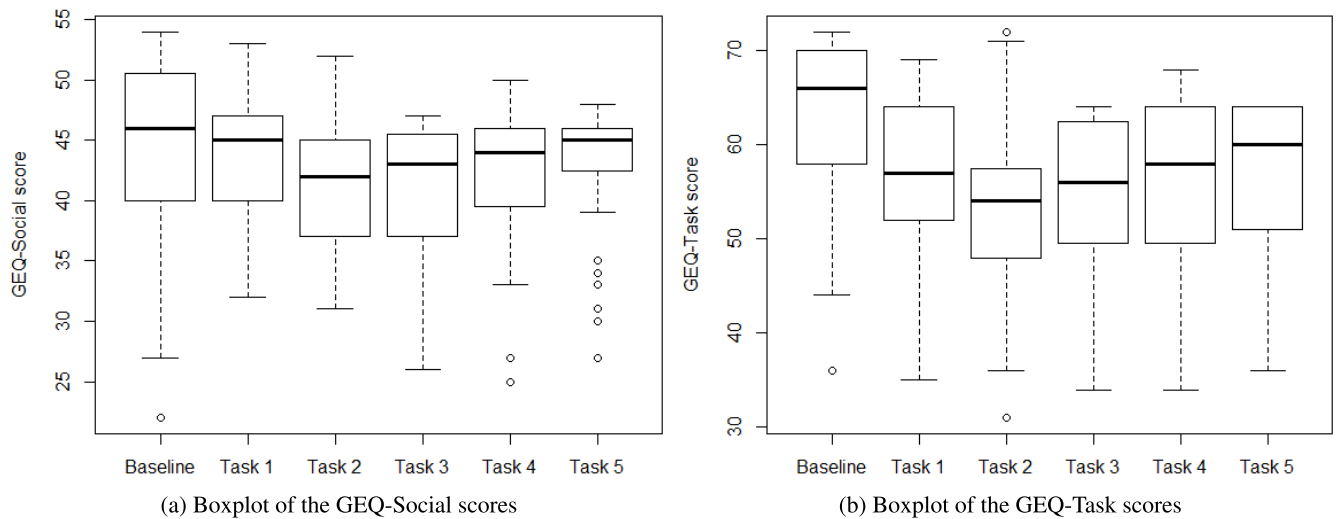 55
50
45
40
35
30
25
GEQ-Social score
Baseline Task 1 Task 2 Task 3 Task 4 Task 5
(a) Boxplot of the GEQ-Social scores
70
60
50
40
30
GEQ-Task score
Baseline Task 1 Task 2 Task 3 Task 4 Task 5
(b) Boxplot of the GEQ-Task scores